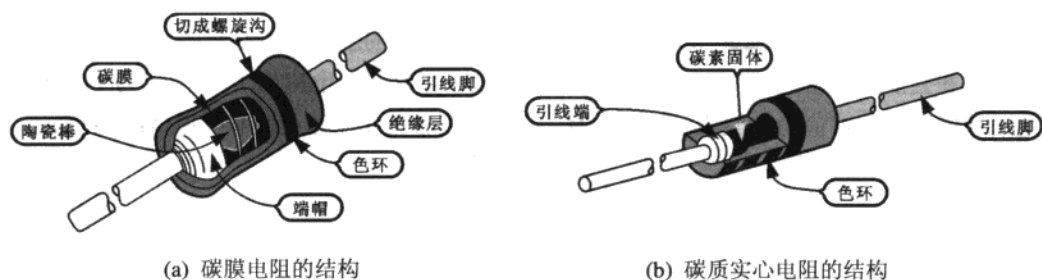 切成螺旋沟
碳膜
引线脚
陶瓷棒
绝缘层
色环
端帽
(a) 碳膜电阻的结构
碳素固体
引线端
引线脚
色环
(b) 碳质实心电阻的结构